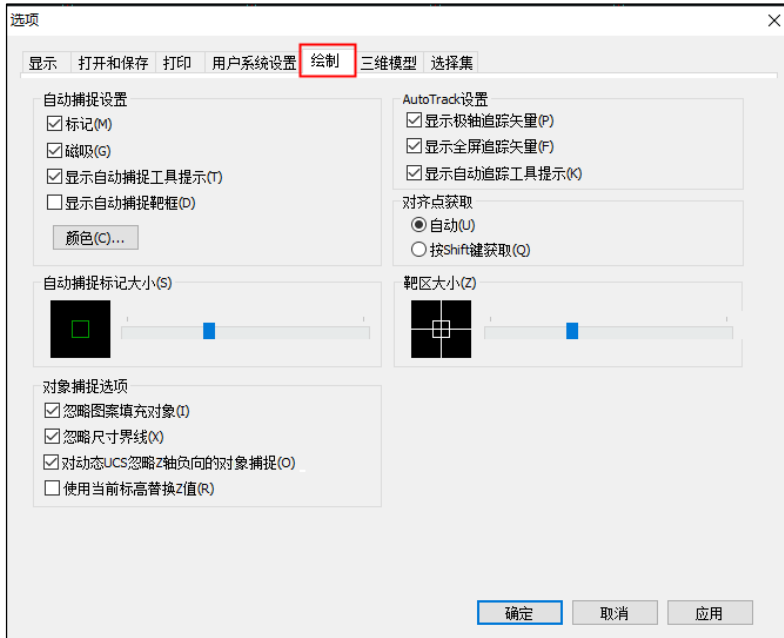 选项
显示 打开和保存 打印 用户系统设置 绘制 三维模型 选择集
自动捕捉设置
标记(M)
磁吸(G)
显示自动捕捉工具提示(T)
显示自动捕捉靶框(D)
颜色(C)...
AutoTrack设置
显示极轴追踪矢量(P)
显示全屏追踪矢量(F)
显示自动追踪工具提示(K)
对齐点获取
自动(U)
按Shift键获取(Q)
自动捕捉标记大小(S)
靶区大小(Z)
对象捕捉选项
忽略图案填充对象(I)
忽略尺寸界线(X)
对动态UCS忽略Z轴负向的对象捕捉(O)
使用当前标高替换Z值(R)
确定 取消 应用